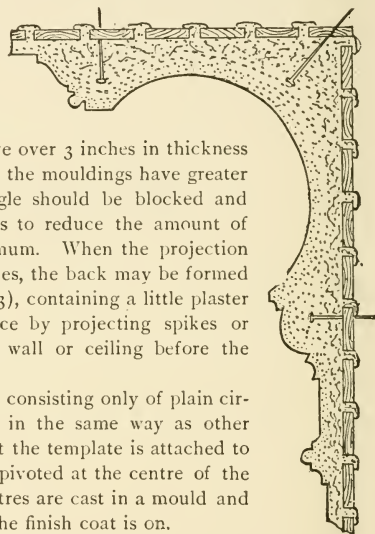 e over 3 inches in thickness
the mouldings have greater
gle should be blocked and
s to reduce the amount of
mum. When the projection
es, the back may be formed
3), containing a little plaster
ce by projecting spikes or
wall or ceiling before the
consisting only of plain cir-
in the same way as other
t the template is attached to
pivoted at the centre of the
tres are cast in a mould and
he finish coat is on.